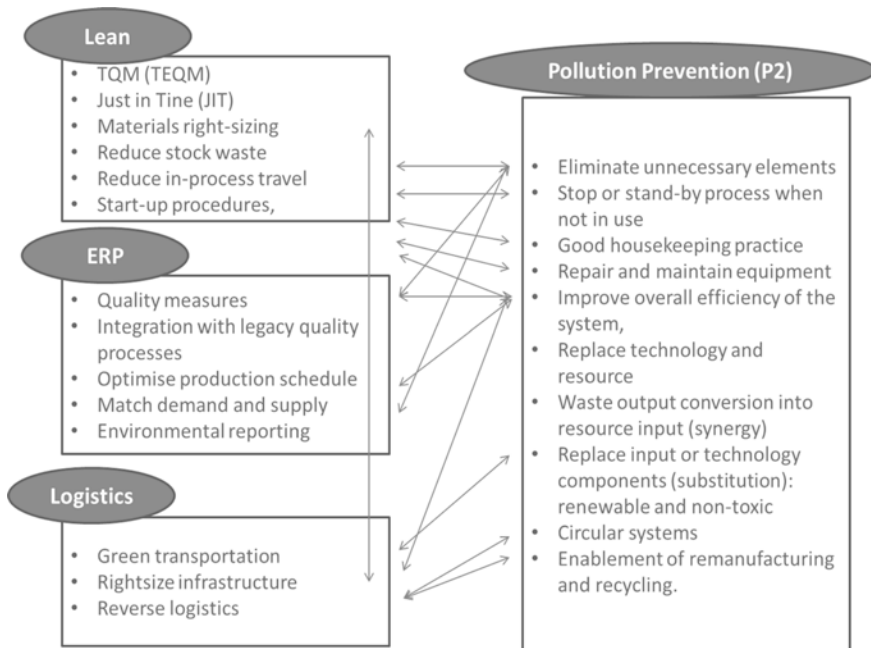 Lean
• TQM (TEQM)
• Just in Tine (JIT)
• Materials right-sizing
• Reduce stock waste
• Reduce in-process travel
• Start-up procedures,
ERP
• Quality measures
• Integration with legacy quality
processes
• Optimise production schedule
• Match demand and supply
• Environmental reporting
Logistics
• Green transportation
• Rightsize infrastructure
• Reverse logistics
Pollution Prevention (P2)
• Eliminate unnecessary elements
• Stop or stand-by process when
not in use
• Good housekeeping practice
• Repair and maintain equipment
• Improve overall efficiency of the
system,
• Replace technology and
resource
• Waste output conversion into
resource input (synergy)
• Replace input or technology
components (substitution):
renewable and non-toxic
• Circular systems
• Enablement of remanufacturing
and recycling.